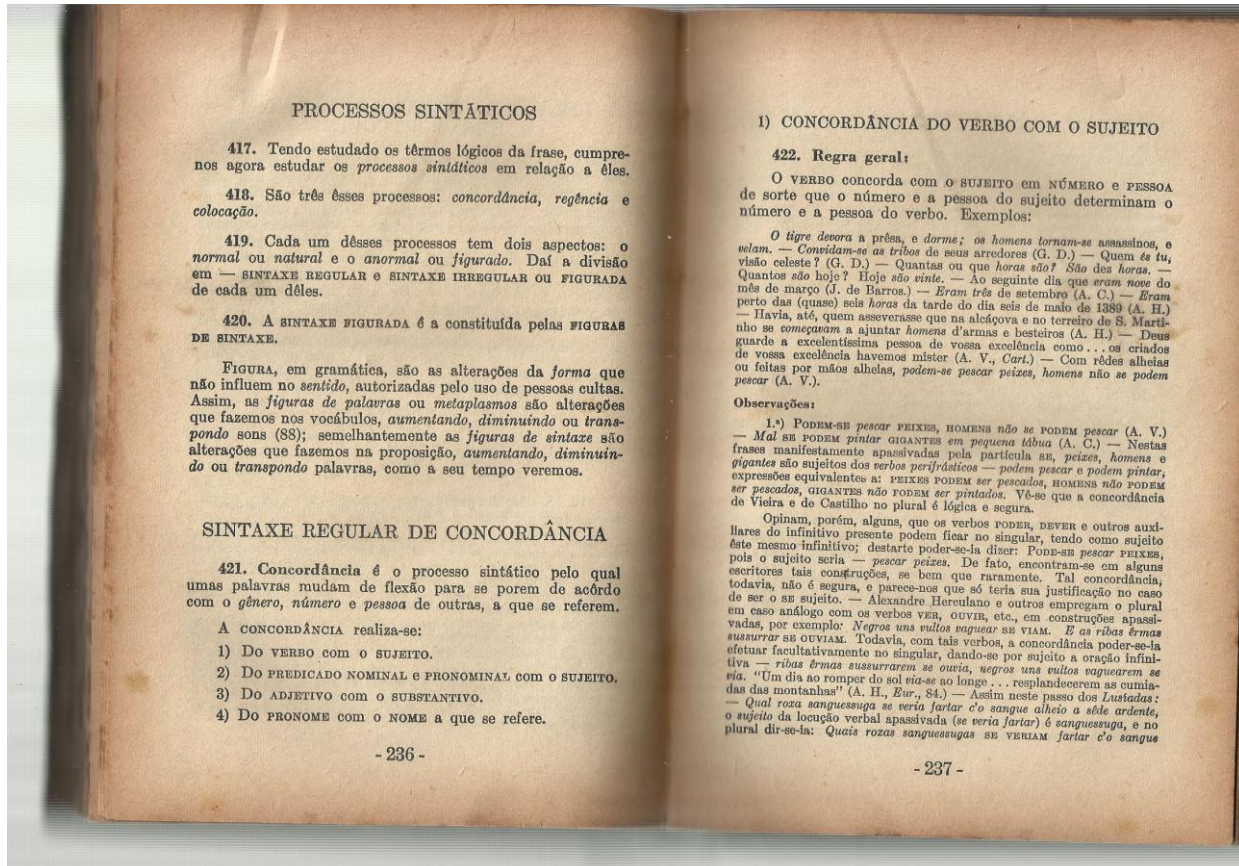 PROCESSOS SINTÁTICOS
417. Tendo estudado os têrmos lógicos da frase, cumpre-
nos agora estudar os processos sintáticos em relação a êles.
418. São três êsses processos: concordância, regência e
colocação.
419. Cada um dêsses processos tem dois aspectos: o
normal ou natural e o anormal ou figurado. Daí a divisão
em — SINTAXE REGULAR e SINTAXE IRREGULAR OU FIGURADA
de cada um dêles.
420. A SINTAXE FIGURADA é a constituída pelas FIGURAS
DE SINTAXE.
FIGURA, em gramática, são as alterações da forma que
não influem no sentido, autorizadas pelo uso de pessoas cultas.
Assim, as figuras de palavras ou metaplasmos são alterações
que fazemos nos vocábulos, aumentando, diminuindo ou trans-
pondo sons (88); semelhantemente as figuras de sintaxe são
alterações que fazemos na proposição, aumentando, diminuin-
do ou transpondo palavras, como a seu tempo veremos.
SINTAXE REGULAR DE CONCORDÂNCIA
421. Concordância é o processo sintático pelo qual
umas palavras mudam de flexão para se porem de acôrdo
com o gênero, número e pessoa de outras, a que se referem.
A CONCORDÂNCIA realiza-se:
1) Do VERBO com o SUJEITO.
2) Do PREDICADO NOMINAL e PRONOMINAL com o SUJEITO.
3) Do ADJETIVO com o SUBSTANTIVO.
4) Do PRONOME com o NOME a que se refere.
- 236 -
1) CONCORDÂNCIA DO VERBO COM O SUJEITO
422. Regra geral:
O VERBO concorda com o SUJEITO em NÚMERO e PESSOA
de sorte que o número e a pessoa do sujeito determinam o
número e a pessoa do verbo. Exemplos:
O tigre devora a prêsa, e dorme; os homens tornam-se assassinos, e
velam. — Convidam-se as tribos de seus arredores (G. D.) — Quem és tu,
visão celeste? (G. D.) — Quantas ou que horas são? São dez horas. —
Quantos são hoje? Hoje são vinte. — Ao seguinte dia que eram nove do
mês de março (J. de Barros.) — Eram três de setembro (A. C.) — Eram
perto das (quase) seis horas da tarde do dia seis de maio de 1389 (A. H.)
— Havia, até, quem asseverasse que na alcáçova e no terreiro de S. Marti-
nho se começavam a ajuntar homens d'armas e besteiros (A. H.) — Deus
guarde a excelentíssima pessoa de vossa excelência como . . . os criados
de vossa excelência havemos mister (A. V., Cart.) — Com rêdes alheias
ou feitas por mãos alheias, podem-se pescar peixes, homens não se podem
pescar (A. V.).
Observações:
1.ª) PODEM-SE pescar PEIXES, HOMENS não se PODEM pescar (A. V.)
— Mal SE PODEM pintar GIGANTES em pequena tábua (A. C.) — Nestas
frases manifestamente apassivadas pela partícula SE, peixes, homens e
gigantes são sujeitos dos verbos perifrásticos — podem pescar e podem pintar,
expressões equivalentes a: PEIXES PODEM ser pescados, HOMENS não PODEM
ser pescados, GIGANTES não PODEM ser pintados. Vê-se que a concordância
de Vieira e de Castilho no plural é lógica e segura.
Opinam, porém, alguns, que os verbos PODER, DEVER e outros auxi-
liares do infinitivo presente podem ficar no singular, tendo como sujeito
êste mesmo infinitivo; destarte poder-se-ia dizer: PODE-SE pescar PEIXES,
pois o sujeito seria — pescar peixes. De fato, encontram-se em alguns
escritores tais construções, se bem que raramente. Tal concordância,
todavia, não é segura, e parece-nos que só teria sua justificação no caso
de ser o SE sujeito. — Alexandre Herculano e outros empregam o plural
em caso análogo com os verbos VER, OUVIR, etc., em construções apassi-
vadas, por exemplo: Negros uns vultos vaguear SE VIAM. E as ribas êrmas
sussurrar SE OUVIAM. Todavia, com tais verbos, a concordância poder-se-ia
efetuar facultativamente no singular, dando-se por sujeito a oração infini-
tiva — ribas êrmas sussurrarem se ouvia, negros uns vultos vaguearem se
via. "Um dia ao romper do sol via-se ao longe . . . resplandecerem as cumia-
das das montanhas" (A. H., Eur., 84.) — Assim neste passo dos Lusíadas:
— Qual roxa sanguessuga se veria fartar c'o sangue alheio a sêde ardente,
o sujeito da locução verbal apassivada (se veria fartar) é sanguessuga, e no
plural dir-se-ia: Quais roxas sanguessugas SE VERIAM fartar c'o sangue
- 237 -